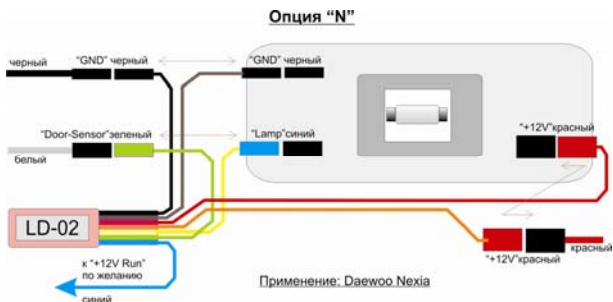 Опция “N”
черный
“GND” черный
“GND” черный
“Door-Sensor”зеленый
“Lamp”синий
“+12V”красный
белый
LD-02
“+12V”красный
красный
к “+12V Run”
по желанию
синий
Применение: Daewoo Nexia